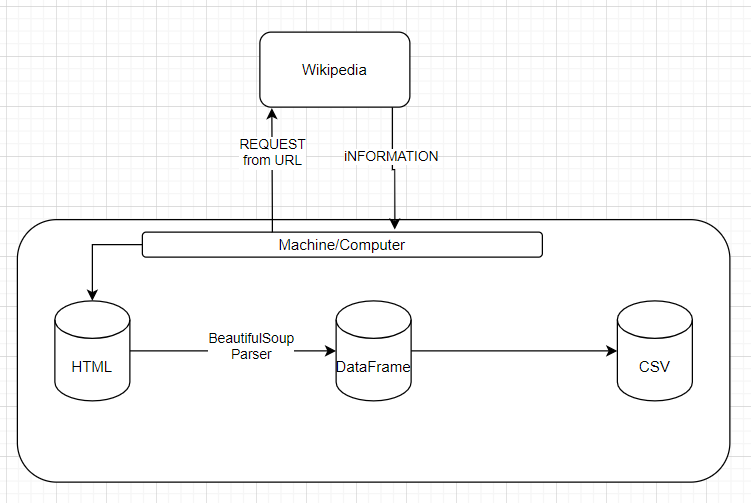 Wikipedia
REQUEST
from URL
iNFORMATION
Machine/Computer
HTML
BeautifulSoup
Parser
DataFrame
CSV